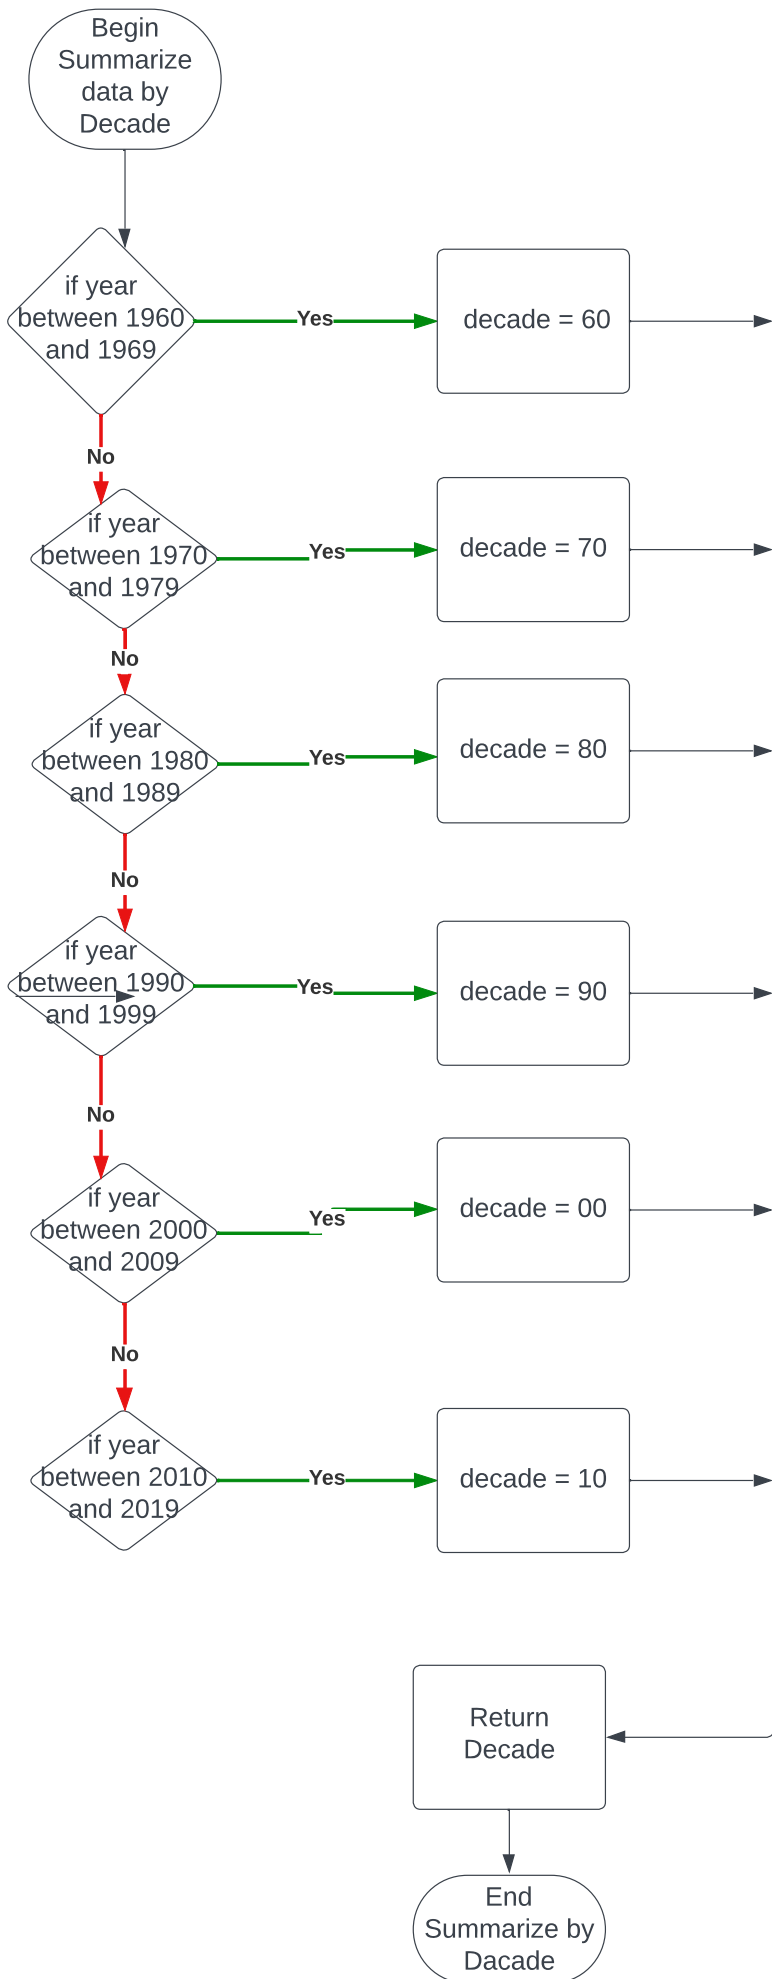 Begin
Summarize
data by
Decade
if year
between 1960
and 1969
Yes
decade = 60
No
if year
between 1970
and 1979
Yes
decade = 70
No
if year
between 1980
and 1989
Yes
decade = 80
No
if year
between 1990
and 1999
Yes
decade = 90
No
if year
between 2000
and 2009
Yes
decade = 00
No
if year
between 2010
and 2019
Yes
decade = 10
Return
Decade
End
Summarize by
Dacade